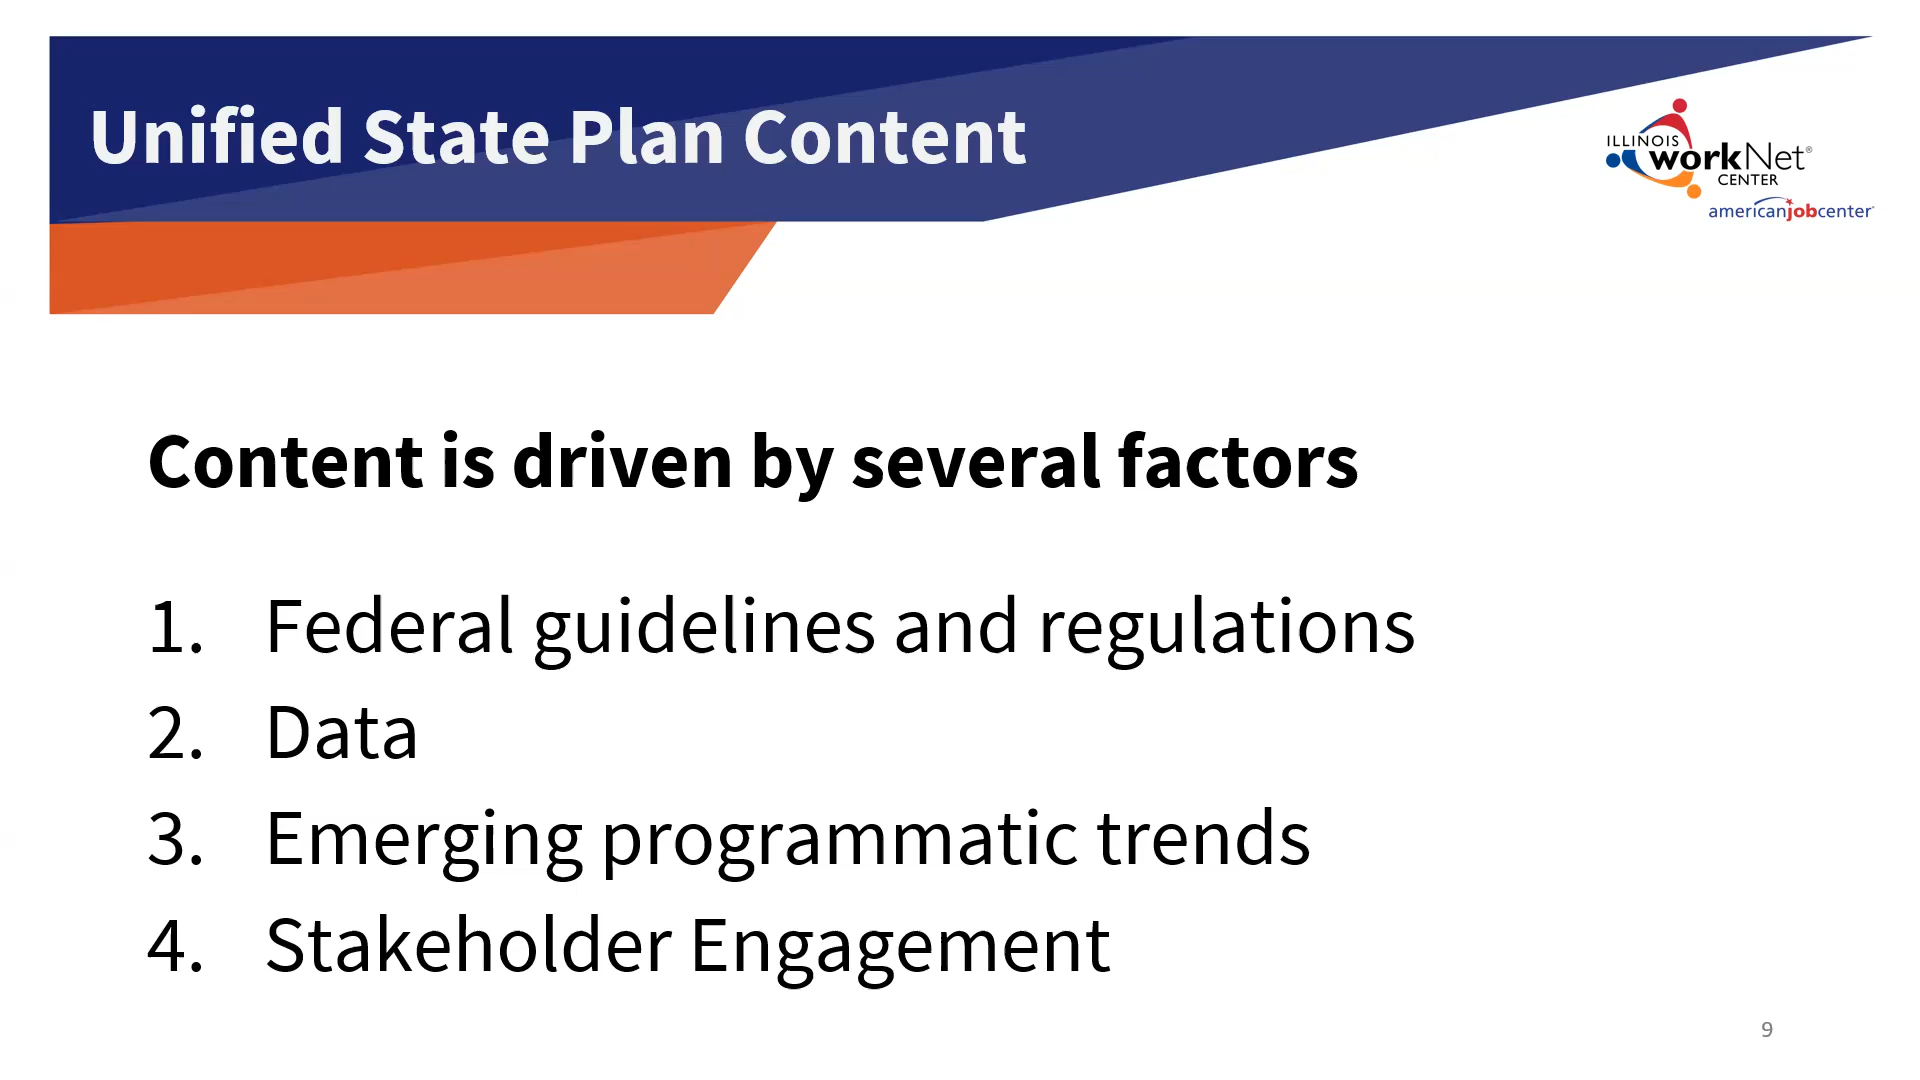 Unified State Plan Content
ILLINOIS
workNet®
CENTER
americanjobcenter
Content is driven by several factors
1. Federal guidelines and regulations
2. Data
3. Emerging programmatic trends
4. Stakeholder Engagement
9